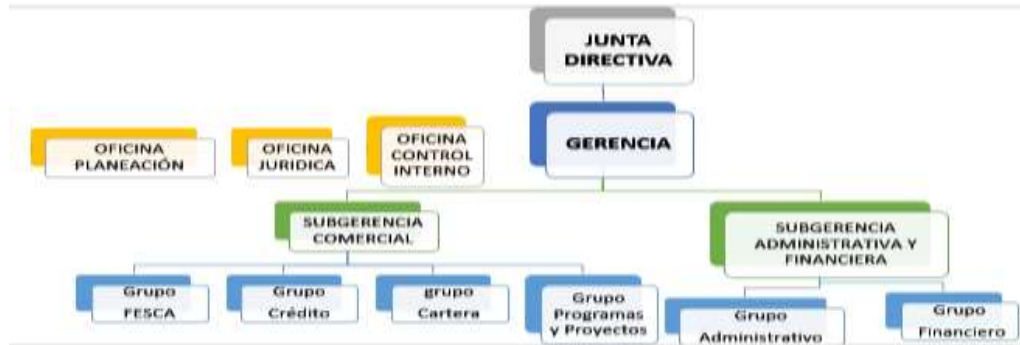 JUNTA
DIRECTIVA
GERENCIA
OFICINA
PLANEACIÓN
OFICINA
JURIDICA
OFICINA
CONTROL
INTERNO
SUBGERENCIA
COMERCIAL
SUBGERENCIA
ADMINISTRATIVA Y
FINANCIERA
Grupo
FESCA
Grupo
Crédito
grupo
Cartera
Grupo
Programas
y Proyectos
Grupo
Administrativo
Grupo
Financiero